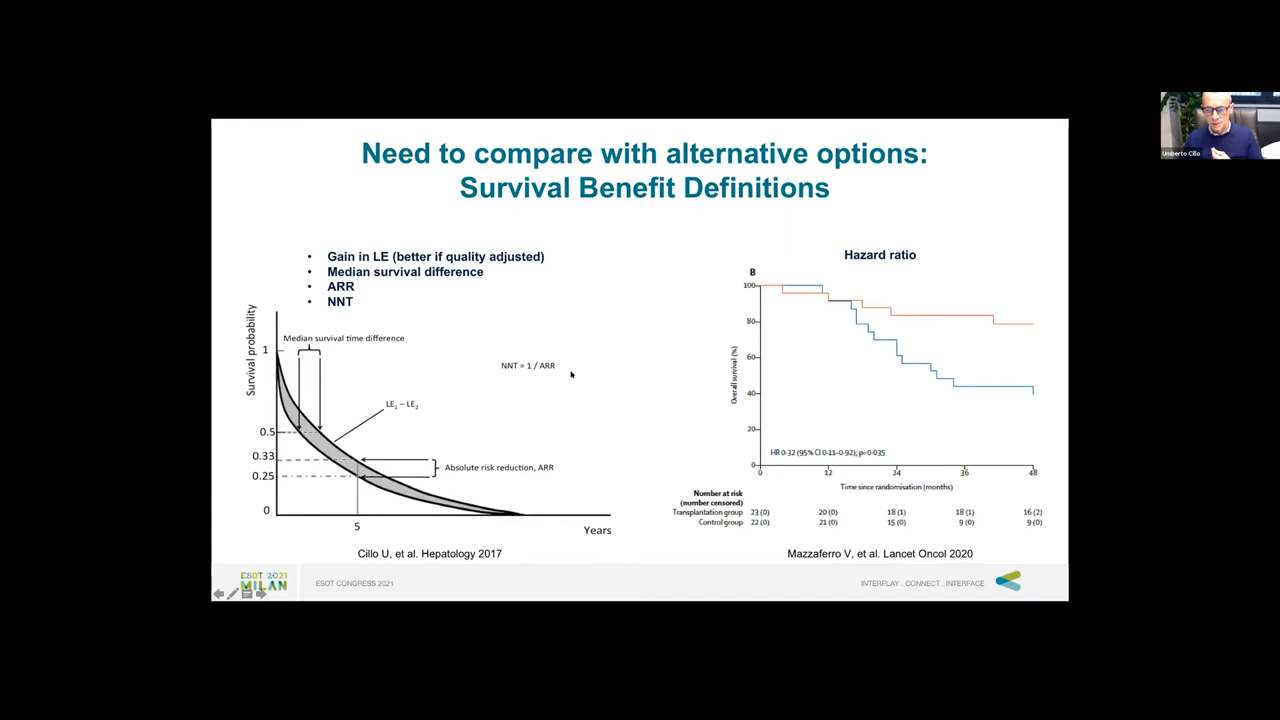 Need to compare with alternative options:
Survival Benefit Definitions
Umberto Cillo
• Gain in LE (better if quality adjusted)
• Median survival difference
• ARR
• NNT
Survival probability
Median survival time difference
1
NNT = 1 / ARR
LE1 – LE2
0.5
0.33
0.25
0
Absolute risk reduction, ARR
5
Years
Cillo U, et al. Hepatology 2017
Hazard ratio
B
100
80
60
40
20
0
Overall survival (%)
HR 0·32 (95% CI 0·11–0·92); p=0·035
0 12 24 36 48
Time since randomisation (months)
Number at risk
(number censored)
Transplantation group 23 (0) 20 (0) 18 (1) 18 (1) 16 (2)
Control group 22 (0) 21 (0) 15 (0) 9 (0) 9 (0)
Mazzaferro V, et al. Lancet Oncol 2020
ESOT 2021
MILAN
ESOT CONGRESS 2021
INTERPLAY . CONNECT . INTERFACE